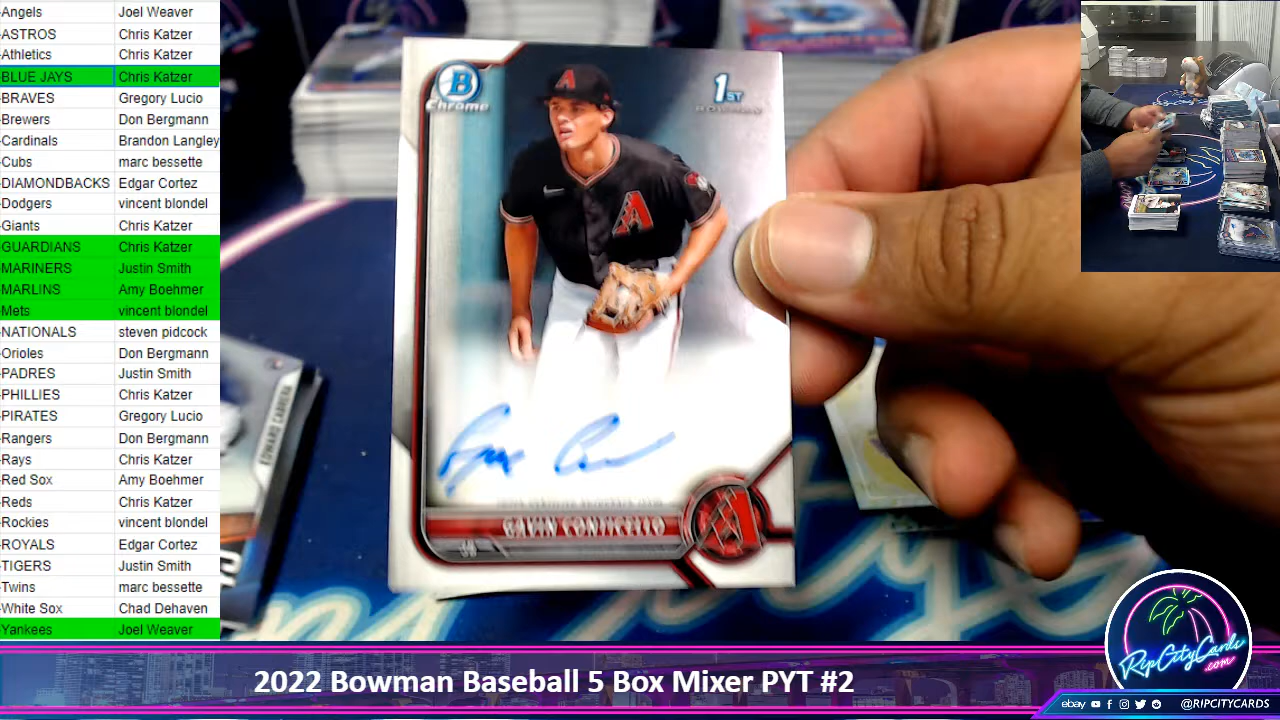 -Angels Joel Weaver
-ASTROS Chris Katzer
-Athletics Chris Katzer
-BLUE JAYS Chris Katzer
-BRAVES Gregory Lucio
-Brewers Don Bergmann
-Cardinals Brandon Langley
-Cubs marc bessette
-DIAMONDBACKS Edgar Cortez
-Dodgers vincent blondel
-Giants Chris Katzer
-GUARDIANS Chris Katzer
-MARINERS Justin Smith
-MARLINS Amy Boehmer
-Mets vincent blondel
-NATIONALS steven pidcock
-Orioles Don Bergmann
-PADRES Justin Smith
-PHILLIES Chris Katzer
-PIRATES Gregory Lucio
-Rangers Don Bergmann
-Rays Chris Katzer
-Red Sox Amy Boehmer
-Reds Chris Katzer
-Rockies vincent blondel
-ROYALS Edgar Cortez
-TIGERS Justin Smith
-Twins marc bessette
-White Sox Chad Dehaven
-Yankees Joel Weaver
B
Chrome
1ST
BOWMAN
A
A
GAVIN CONTICELLO
EDWARD CABRERA
2022 Bowman Baseball 5 Box Mixer PYT #2
RipCityCards
.com
ebay @RIPCITYCARDS